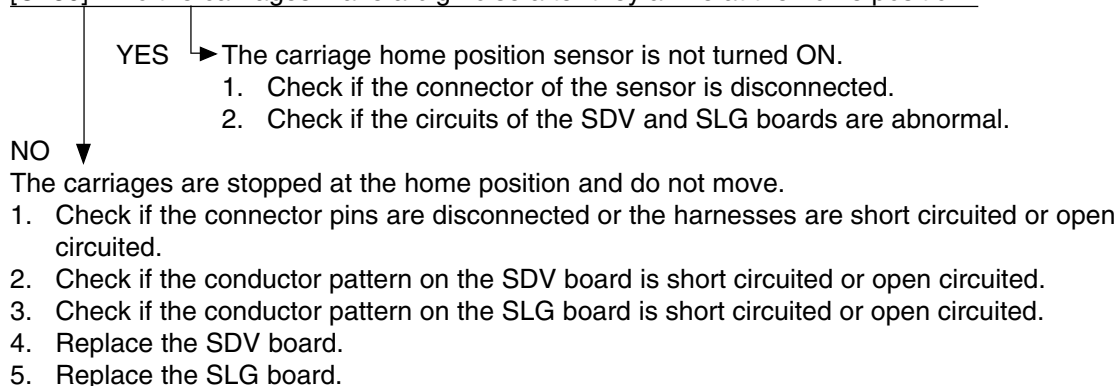 YES The carriage home position sensor is not turned ON.
1. Check if the connector of the sensor is disconnected.
2. Check if the circuits of the SDV and SLG boards are abnormal.
NO
The carriages are stopped at the home position and do not move.
1. Check if the connector pins are disconnected or the harnesses are short circuited or open
circuited.
2. Check if the conductor pattern on the SDV board is short circuited or open circuited.
3. Check if the conductor pattern on the SLG board is short circuited or open circuited.
4. Replace the SDV board.
5. Replace the SLG board.